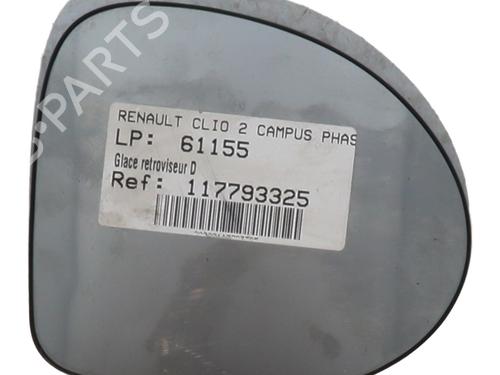 RENAULT CLIO 2 CAMPUS PHAS
LP: 61155
Glace retroviseur D
Ref: 117793325
B-PARTS